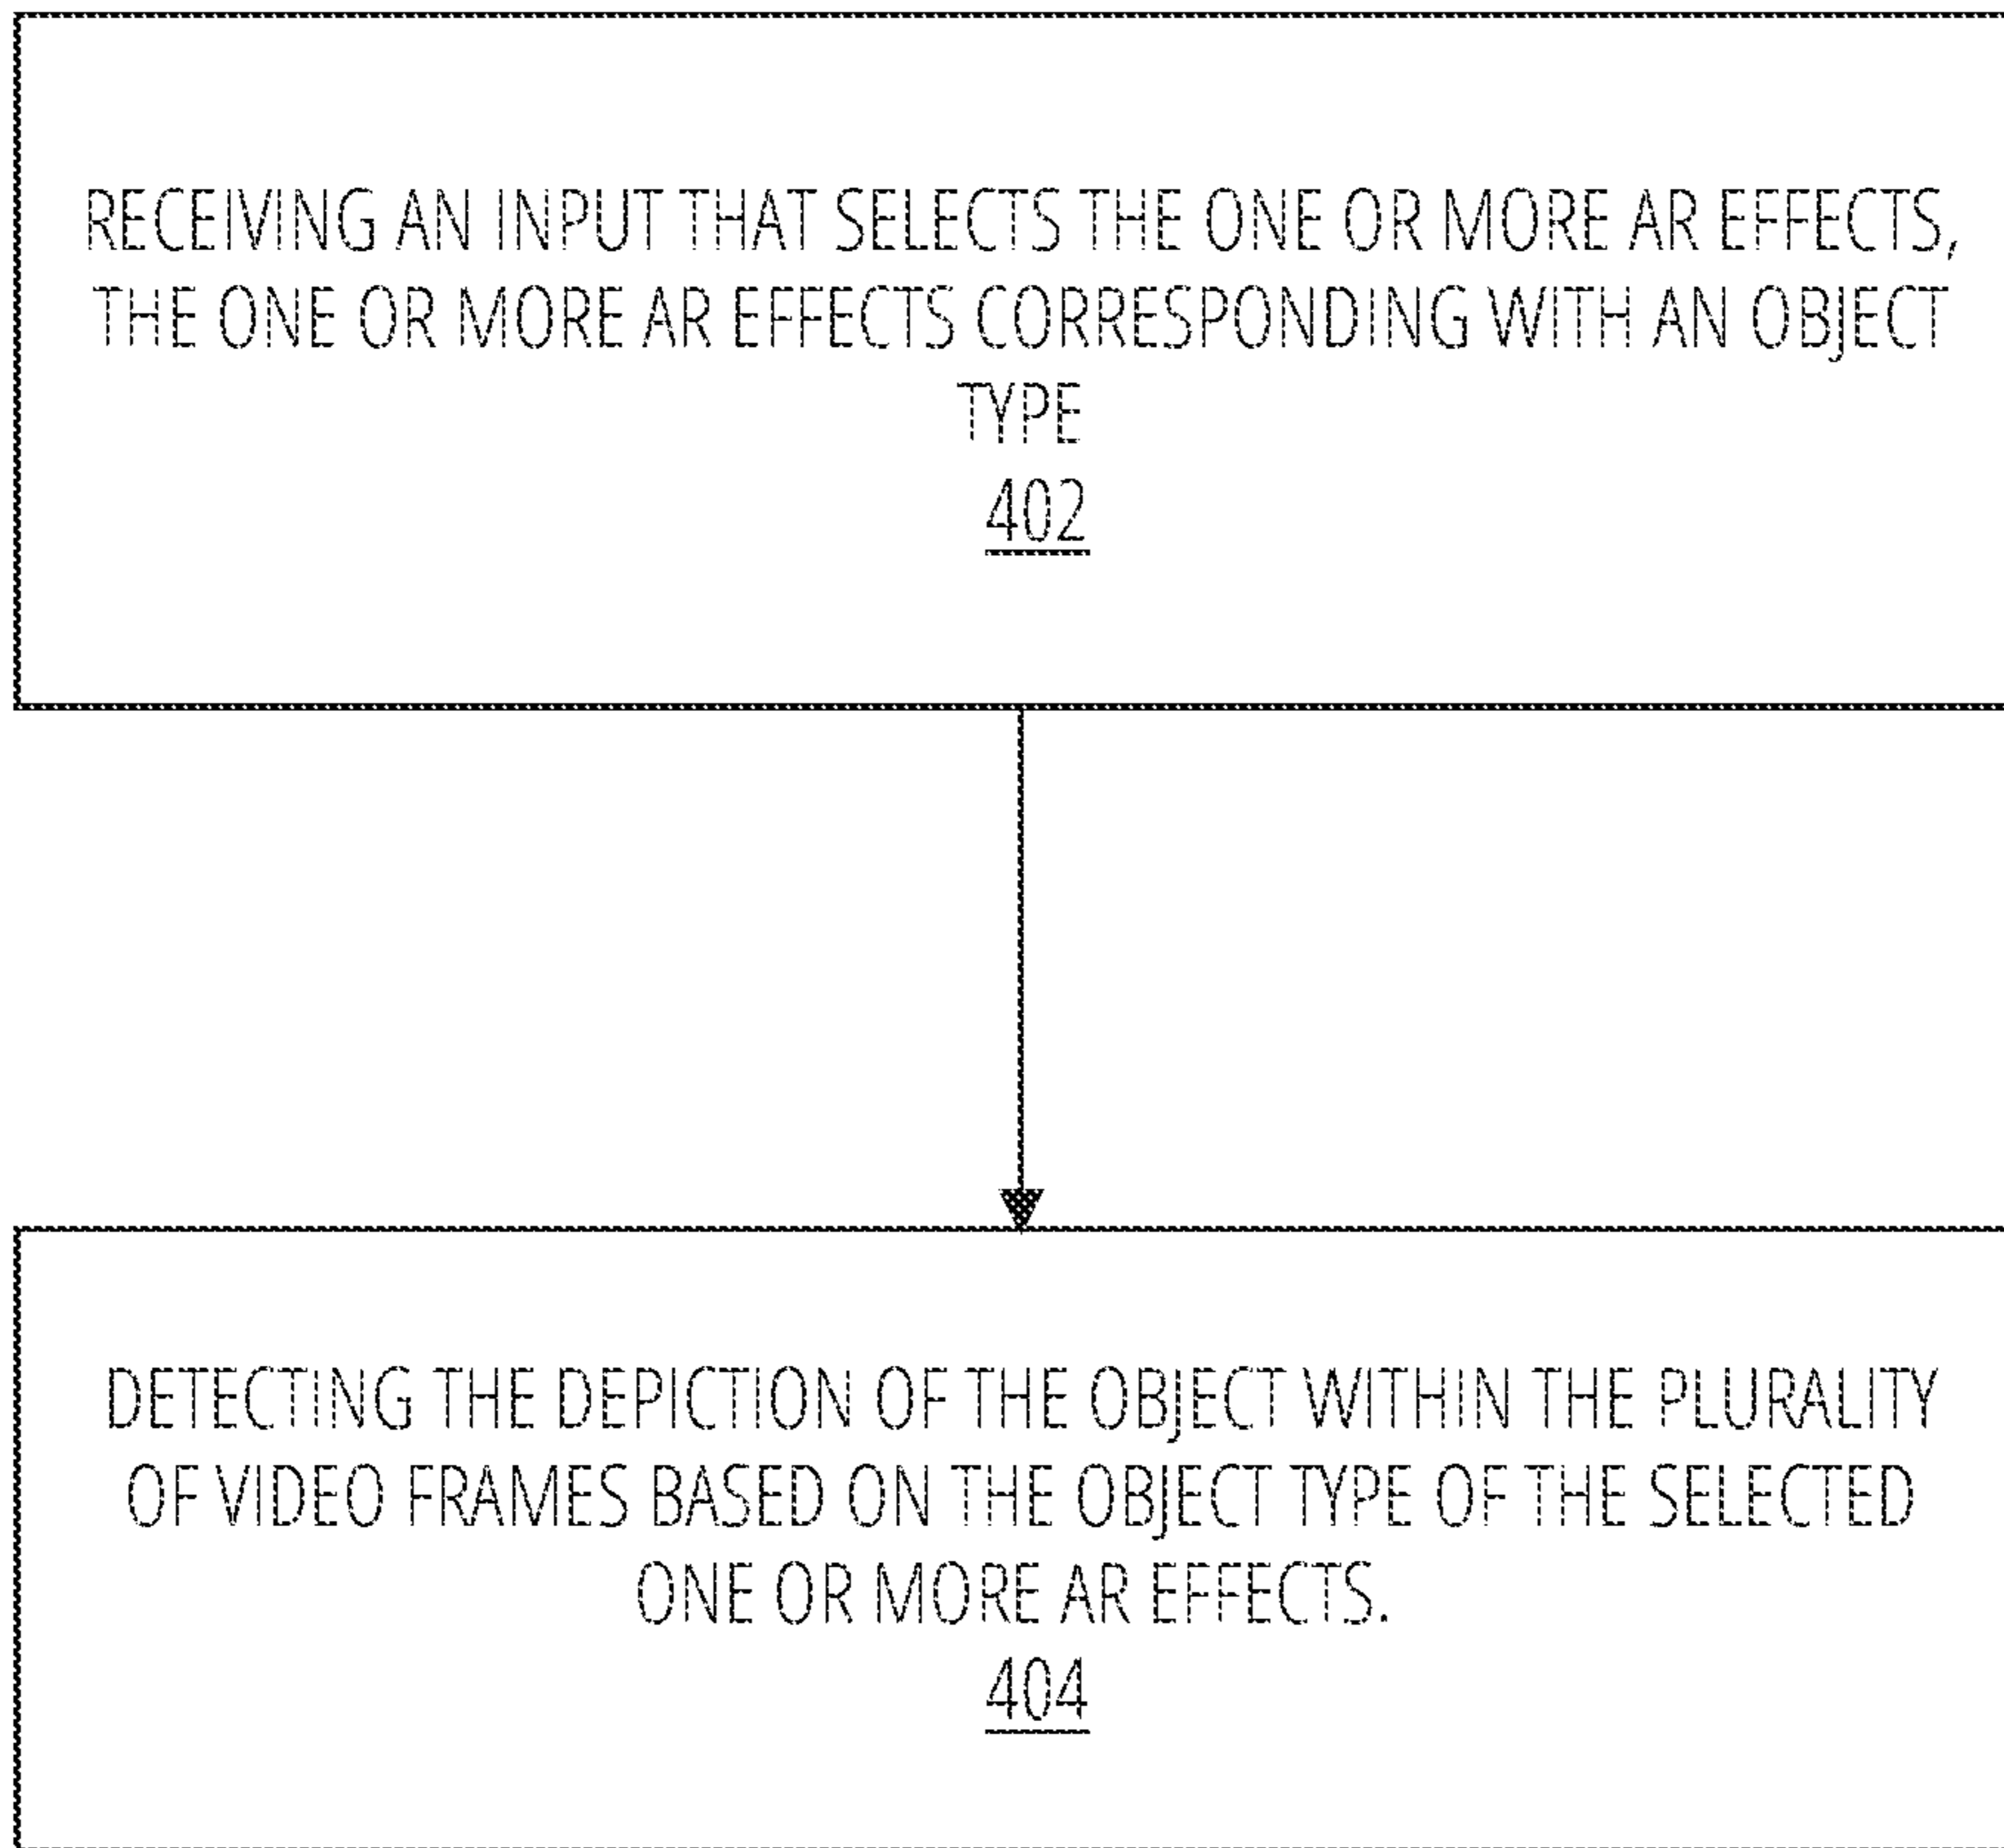 RECEIVING AN INPUT THAT SELECTS THE ONE OR MORE AR EFFECTS,
THE ONE OR MORE AR EFFECTS CORRESPONDING WITH AN OBJECT
TYPE
402
DETECTING THE DEPICTION OF THE OBJECT WITHIN THE PLURALITY
OF VIDEO FRAMES BASED ON THE OBJECT TYPE OF THE SELECTED
ONE OR MORE AR EFFECTS.
404